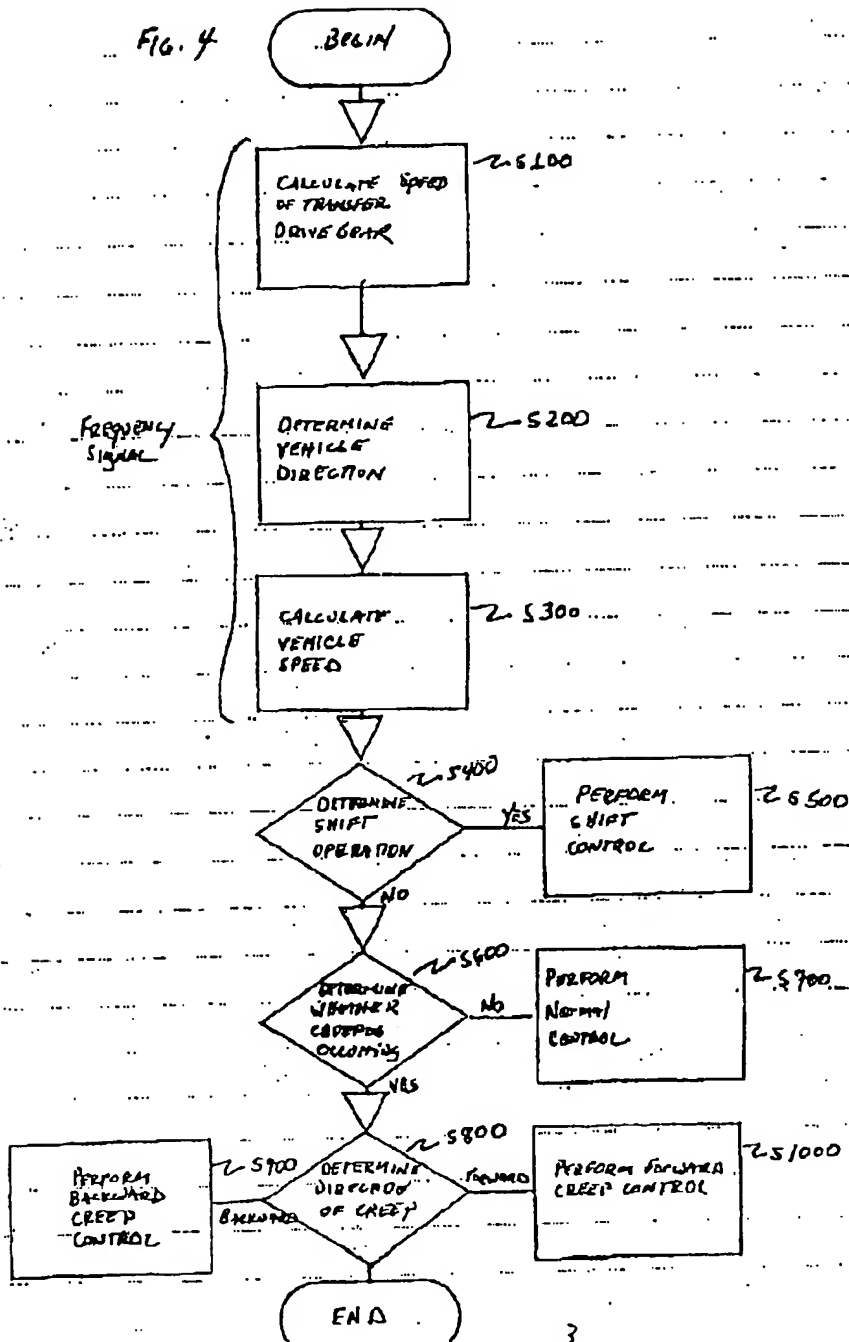 FIG. 4
BEGIN
CALCULATE SPEED
OF TRANSFER
DRIVE GEAR
S100
FREQUENCY
SIGNAL
DETERMINE
VEHICLE
DIRECTION
S200
CALCULATE
VEHICLE
SPEED
S300
DETERMINE
SHIFT
OPERATION
S400
YES
PERFORM
SHIFT
CONTROL
S500
NO
DETERMINE
WHETHER
OCCURRING
S600
NO
PERFORM
NORMAL
CONTROL
S700
YES
DETERMINE
DIRECTION
OF CREEP
S800
BACKWARD
PERFORM
BACKWARD
CREEP
CONTROL
S900
FORWARD
PERFORM FORWARD
CREEP CONTROL
S1000
END
3